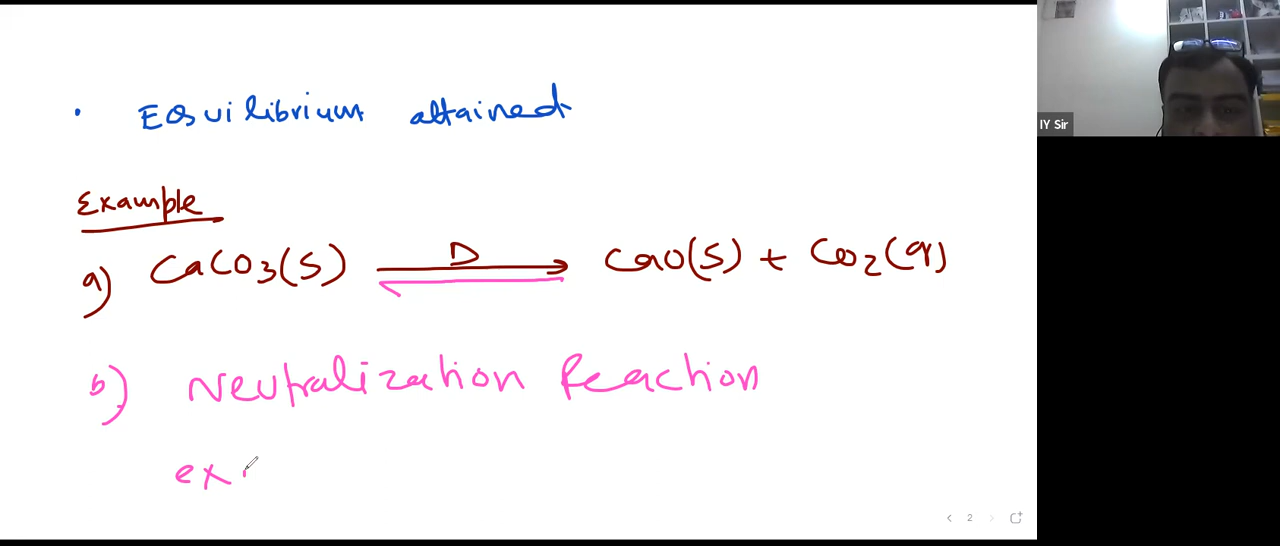 • Equilibrium attained
Example
a) CaCO3(S) ⇌ D CaO(S) + CO2(g)
b) Neutralization Reaction
ex
IY Sir
2